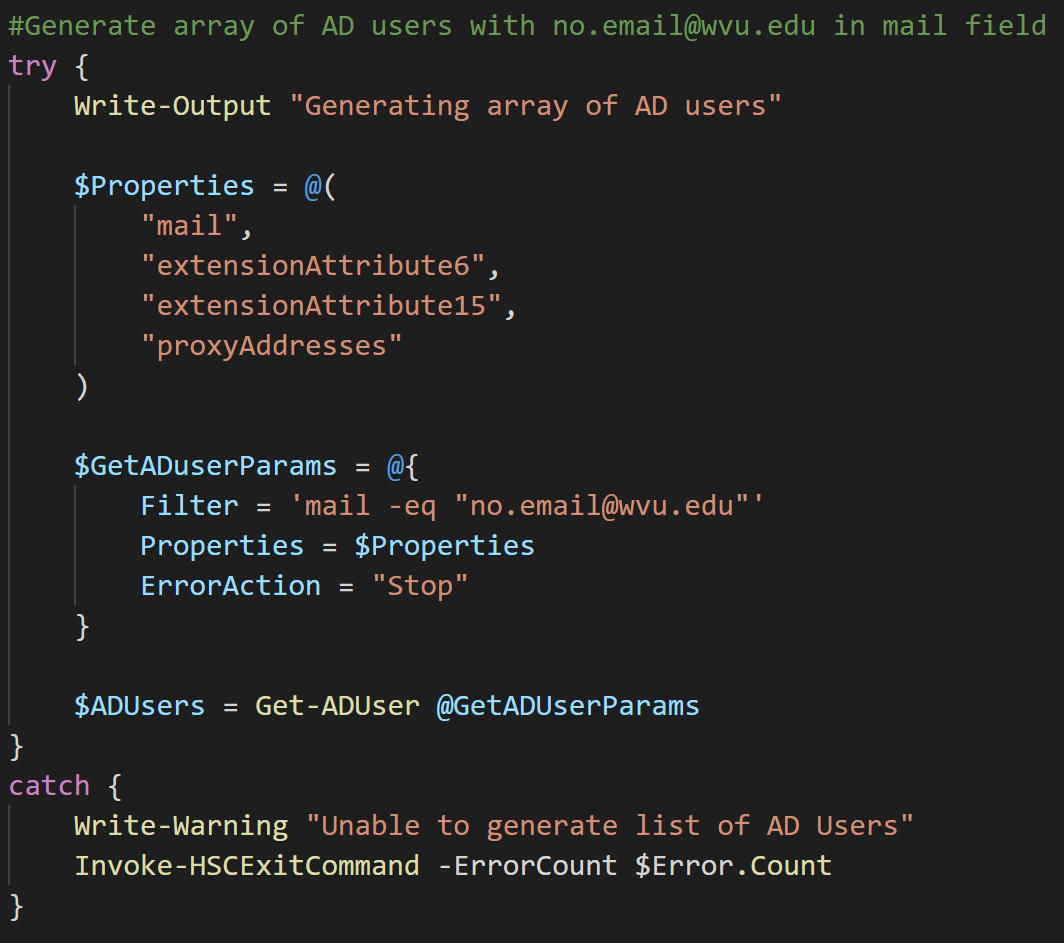 #Generate array of AD users with no.email@wvu.edu in mail field
try {
    Write-Output "Generating array of AD users"

    $Properties = @(
        "mail",
        "extensionAttribute6",
        "extensionAttribute15",
        "proxyAddresses"
    )

    $GetADuserParams = @{
        Filter = 'mail -eq "no.email@wvu.edu"'
        Properties = $Properties
        ErrorAction = "Stop"
    }

    $ADUsers = Get-ADUser @GetADUserParams
}
catch {
    Write-Warning "Unable to generate list of AD Users"
    Invoke-HSCExitCommand -ErrorCount $Error.Count
}